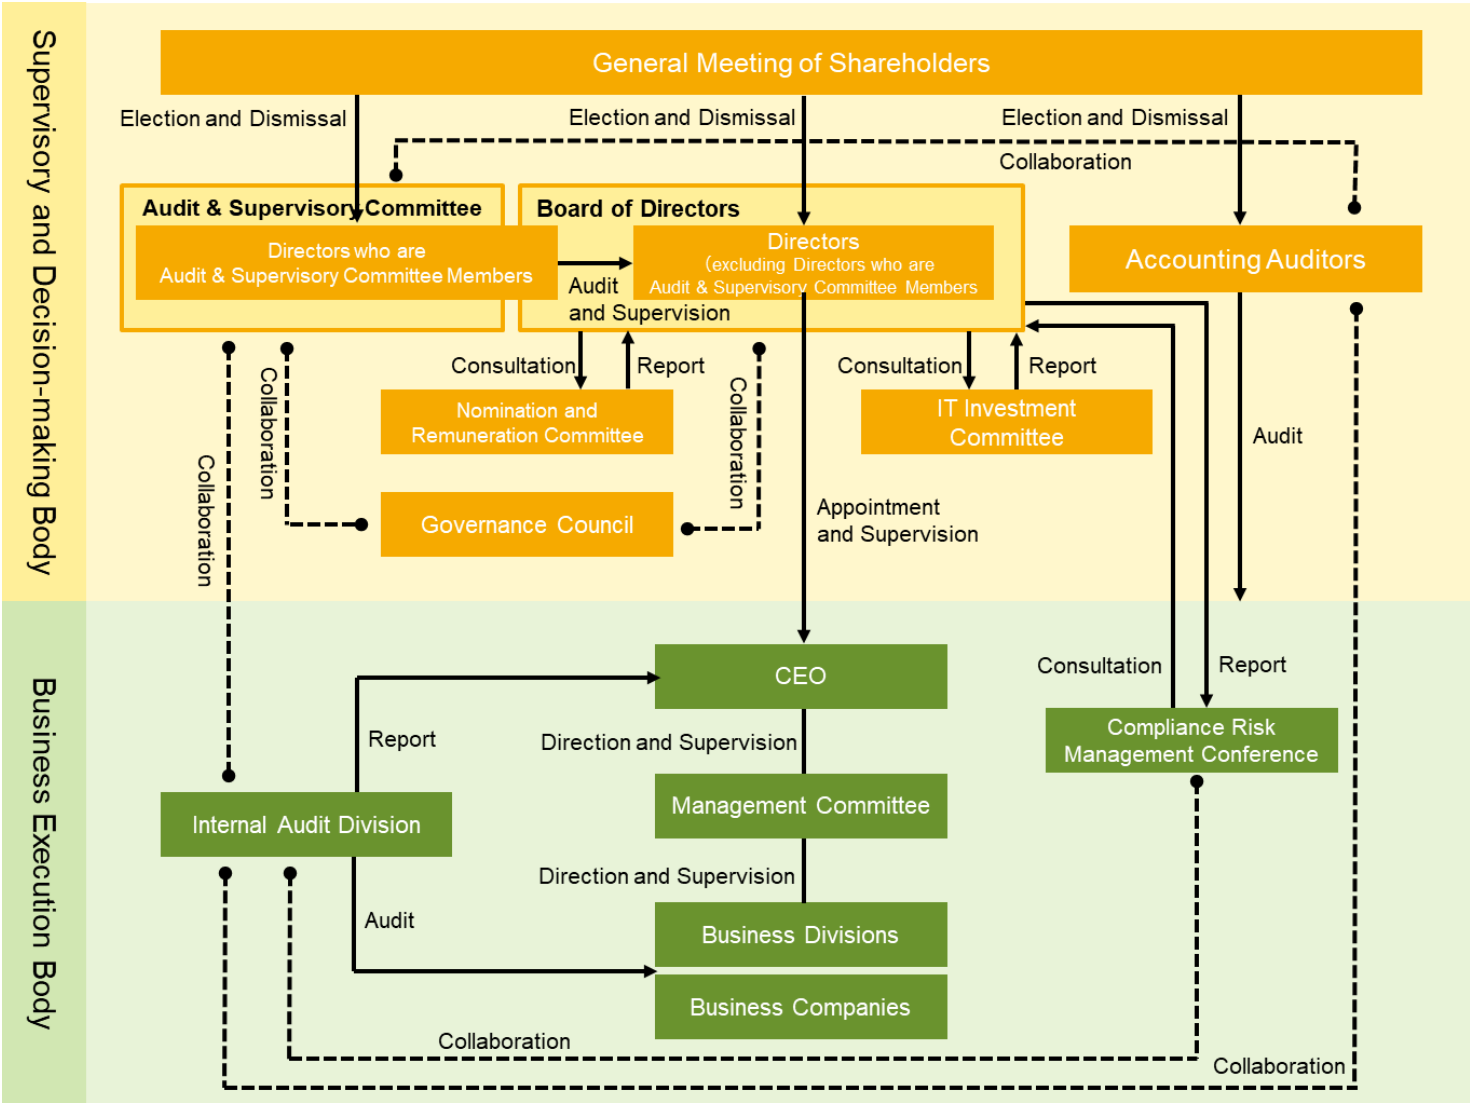 Supervisory and Decision-making Body
General Meeting of Shareholders
Election and Dismissal
Election and Dismissal
Election and Dismissal
Collaboration
Audit & Supervisory Committee
Directors who are
Audit & Supervisory Committee Members
Board of Directors
Directors
(excluding Directors who are
Audit & Supervisory Committee Members
Audit
and Supervision
Accounting Auditors
Consultation
Report
Consultation
Report
Collaboration
Collaboration
Collaboration
Nomination and
Remuneration Committee
IT Investment
Committee
Audit
Governance Council
Appointment
and Supervision
Business Execution Body
CEO
Consultation
Report
Report
Direction and Supervision
Compliance Risk
Management Conference
Management Committee
Internal Audit Division
Direction and Supervision
Audit
Business Divisions
Business Companies
Collaboration
Collaboration